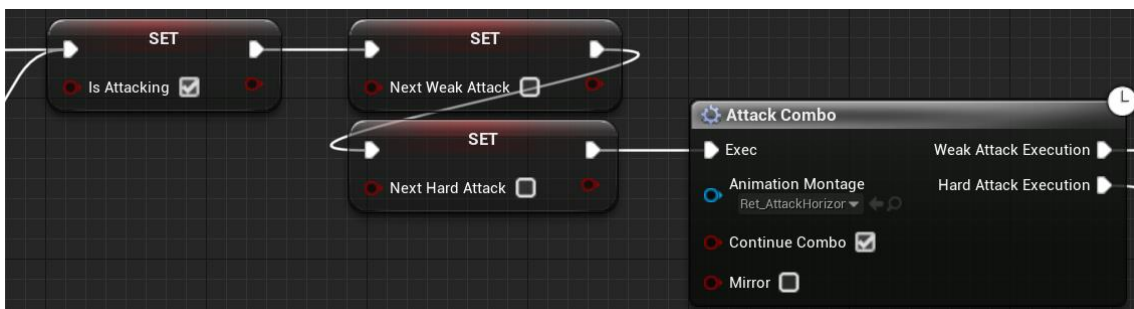 SET
Is Attacking
SET
Next Weak Attack
SET
Next Hard Attack
Attack Combo
Exec
Weak Attack Execution
Animation Montage
Hard Attack Execution
Ret_AttackHorizor
Continue Combo
Mirror